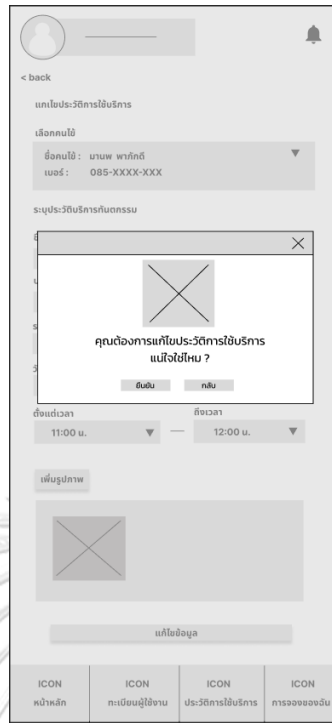 < back
แก้ไขประวัติการใช้บริการ
เลือกคนไข้
ชื่อคนไข้ : มานพ พาภักดี
เบอร์ : 085-XXXX-XXX
ระบุประวัติบริการทันตกรรม
คุณต้องการแก้ไขประวัติการใช้บริการ
แน่ใจใช่ไหม ?
ยืนยัน กลับ
ตั้งแต่เวลา ถึงเวลา
11:00 น. 12:00 น.
เพิ่มรูปภาพ
แก้ไขข้อมูล
ICON ICON ICON ICON
หน้าหลัก ทะเบียนผู้ใช้งาน ประวัติการใช้บริการ การจองของฉัน